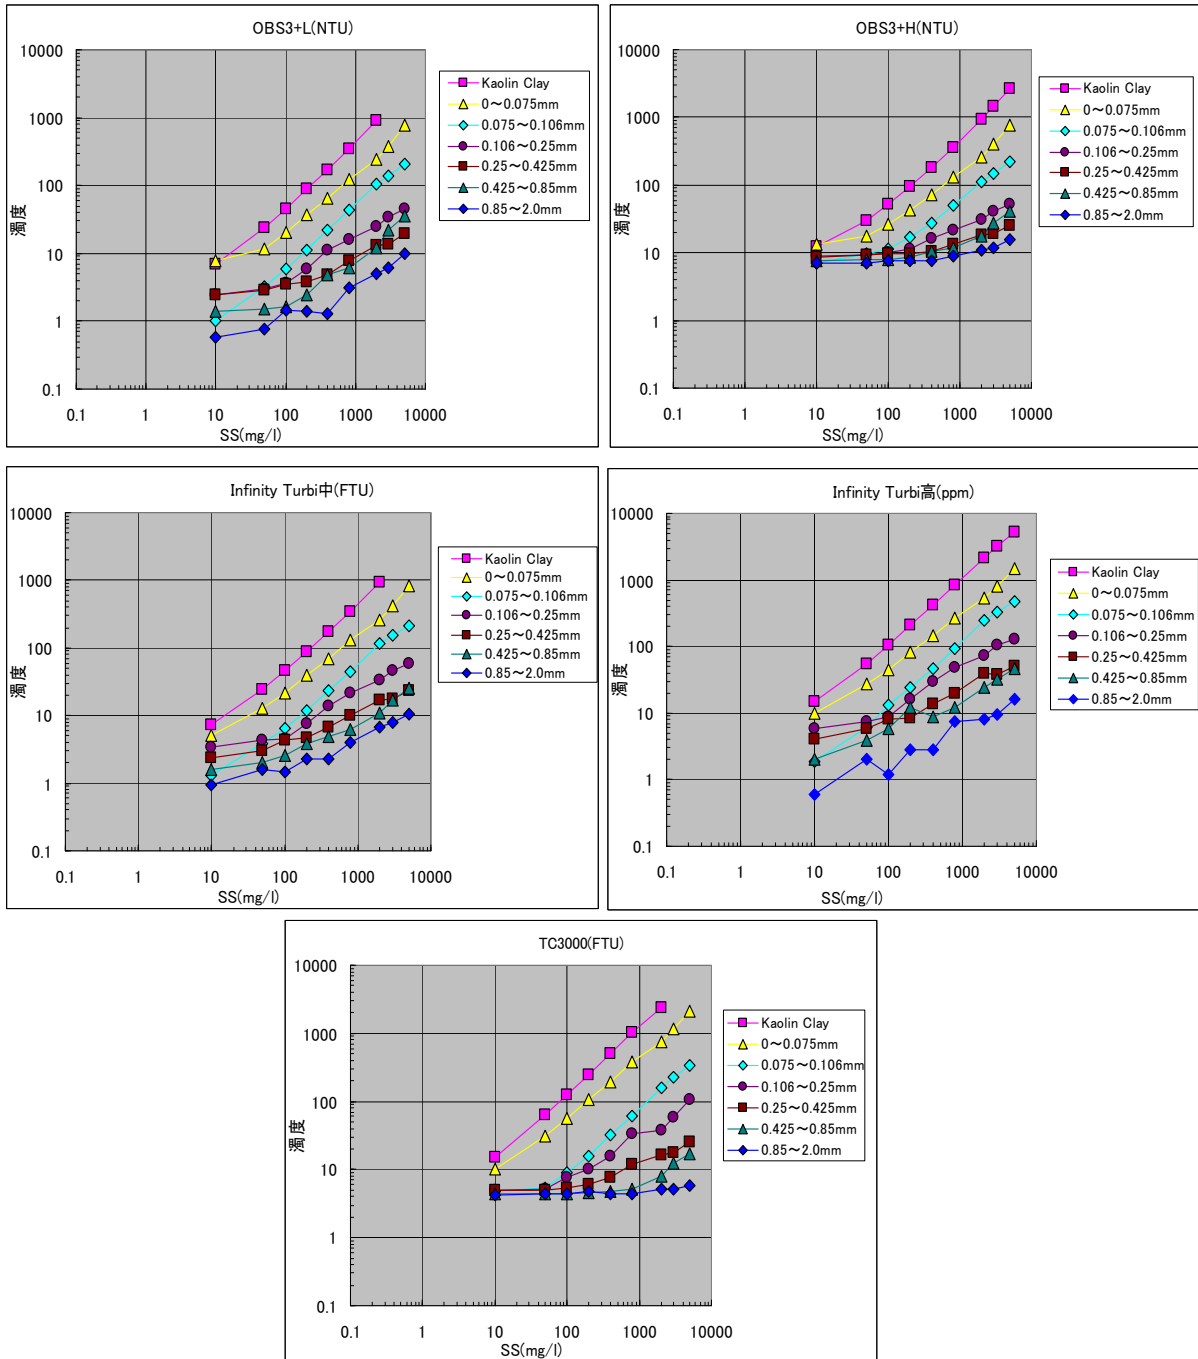 OBS3+L(NTU)
10000
1000
100
10
1
0.1
濁度
0.1 1 10 100 1000 10000
SS(mg/l)
Kaolin Clay
0～0.075mm
0.075～0.106mm
0.106～0.25mm
0.25～0.425mm
0.425～0.85mm
0.85～2.0mm
OBS3+H(NTU)
10000
1000
100
10
1
0.1
濁度
0.1 1 10 100 1000 10000
SS(mg/l)
Kaolin Clay
0～0.075mm
0.075～0.106mm
0.106～0.25mm
0.25～0.425mm
0.425～0.85mm
0.85～2.0mm
Infinity Turbi中(FTU)
10000
1000
100
10
1
0.1
濁度
0.1 1 10 100 1000 10000
SS(mg/l)
Kaolin Clay
0～0.075mm
0.075～0.106mm
0.106～0.25mm
0.25～0.425mm
0.425～0.85mm
0.85～2.0mm
Infinity Turbi高(ppm)
10000
1000
100
10
1
0.1
濁度
0.1 1 10 100 1000 10000
SS(mg/l)
Kaolin Clay
0～0.075mm
0.075～0.106mm
0.106～0.25mm
0.25～0.425mm
0.425～0.85mm
0.85～2.0mm
TC3000(FTU)
10000
1000
100
10
1
0.1
濁度
0.1 1 10 100 1000 10000
SS(mg/l)
Kaolin Clay
0～0.075mm
0.075～0.106mm
0.106～0.25mm
0.25～0.425mm
0.425～0.85mm
0.85～2.0mm